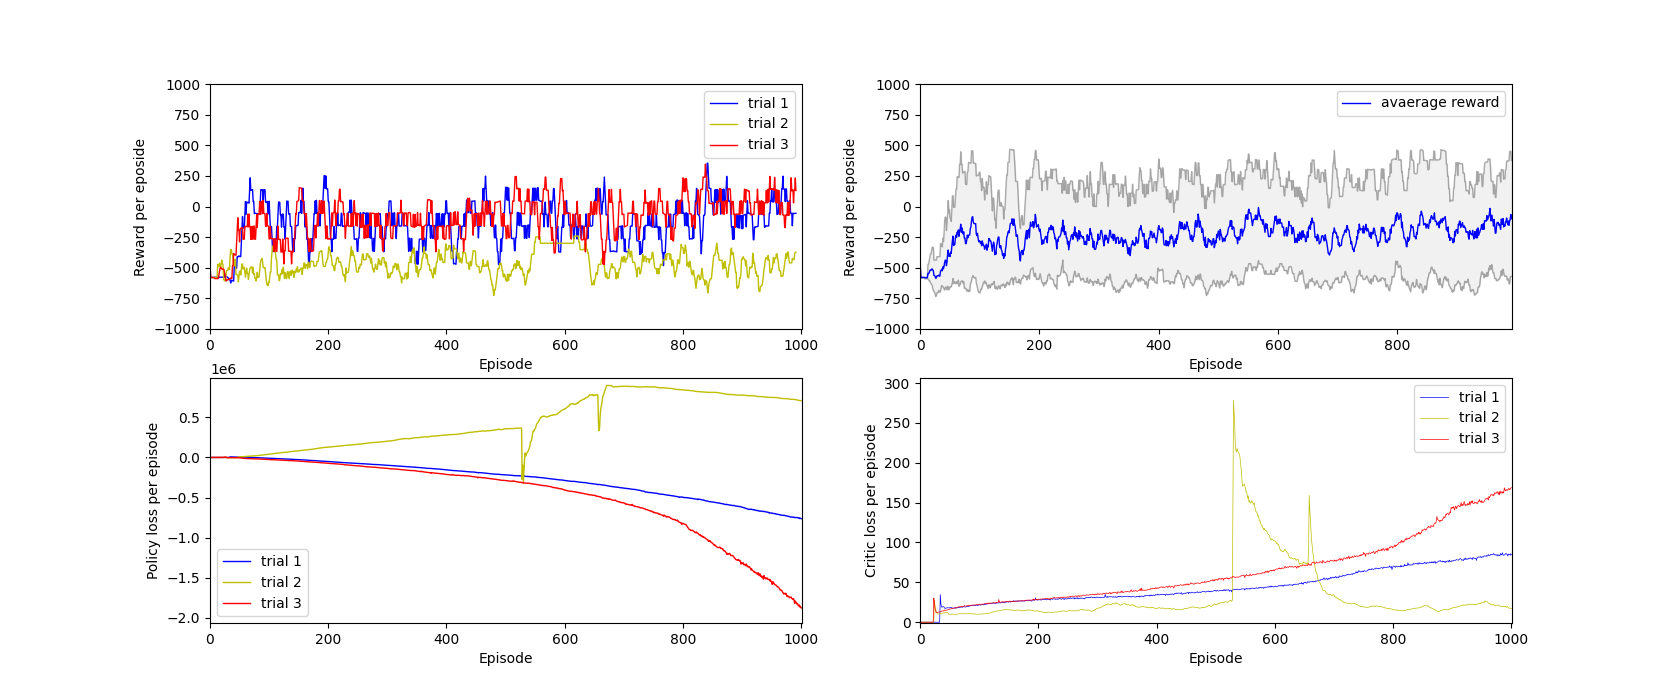 1000
750
500
250
0
−250
−500
−750
−1000
Reward per eposide
trial 1
trial 2
trial 3
0 200 400 600 800 1000
Episode
1000
750
500
250
0
−250
−500
−750
−1000
Reward per eposide
avaerage reward
0 200 400 600 800
Episode
1e6
0.5
0.0
−0.5
−1.0
−1.5
−2.0
Policy loss per episode
trial 1
trial 2
trial 3
0 200 400 600 800 1000
Episode
300
250
200
150
100
50
0
Critic loss per episode
trial 1
trial 2
trial 3
0 200 400 600 800 1000
Episode